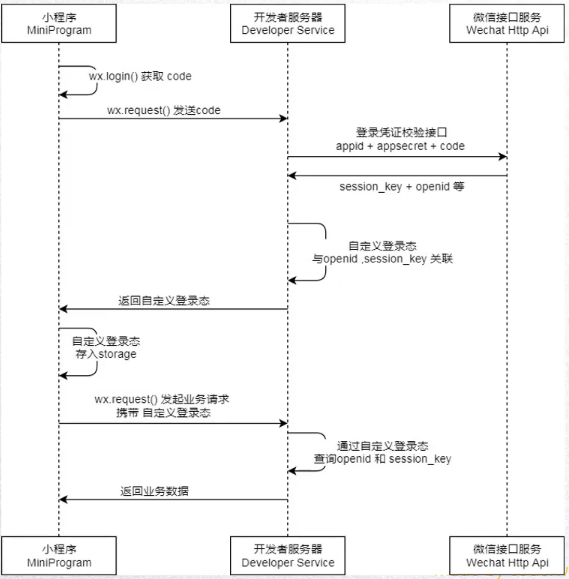 小程序
MiniProgram
开发者服务器
Developer Service
微信接口服务
Wechat Http Api
wx.login() 获取 code
wx.request() 发送code
登录凭证校验接口
appid + appsecret + code
session_key + openid 等
自定义登录态
与openid ,session_key 关联
返回自定义登录态
自定义登录态
存入storage
wx.request() 发起业务请求
携带 自定义登录态
通过自定义登录态
查询openid 和 session_key
返回业务数据
小程序
MiniProgram
开发者服务器
Developer Service
微信接口服务
Wechat Http Api